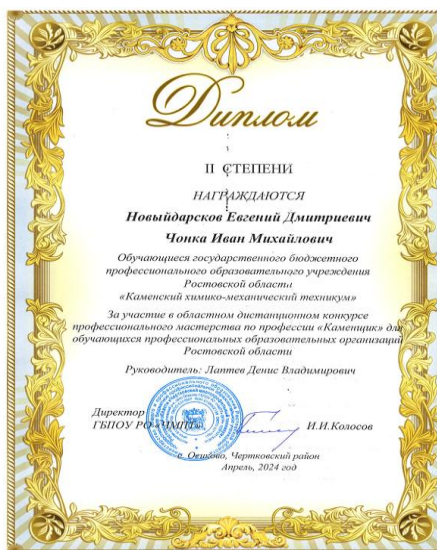 Диплом
II СТЕПЕНИ
НАГРАЖДАЮТСЯ
Новыйдарсков Евгений Дмитриевич
Чонка Иван Михайлович
Обучающиеся государственного бюджетного
профессионального образовательного учреждения
Ростовской области
«Каменский химико-механический техникум»
За участие в областном дистанционном конкурсе
профессионального мастерства по профессии «Каменщик» для
обучающихся профессиональных образовательных организаций
Ростовской области
Руководитель: Лаптев Денис Владимирович
Директор
ГБПОУ РО И.И.Колосов
с. Осиково, Чертковский район
Апрель, 2024 год